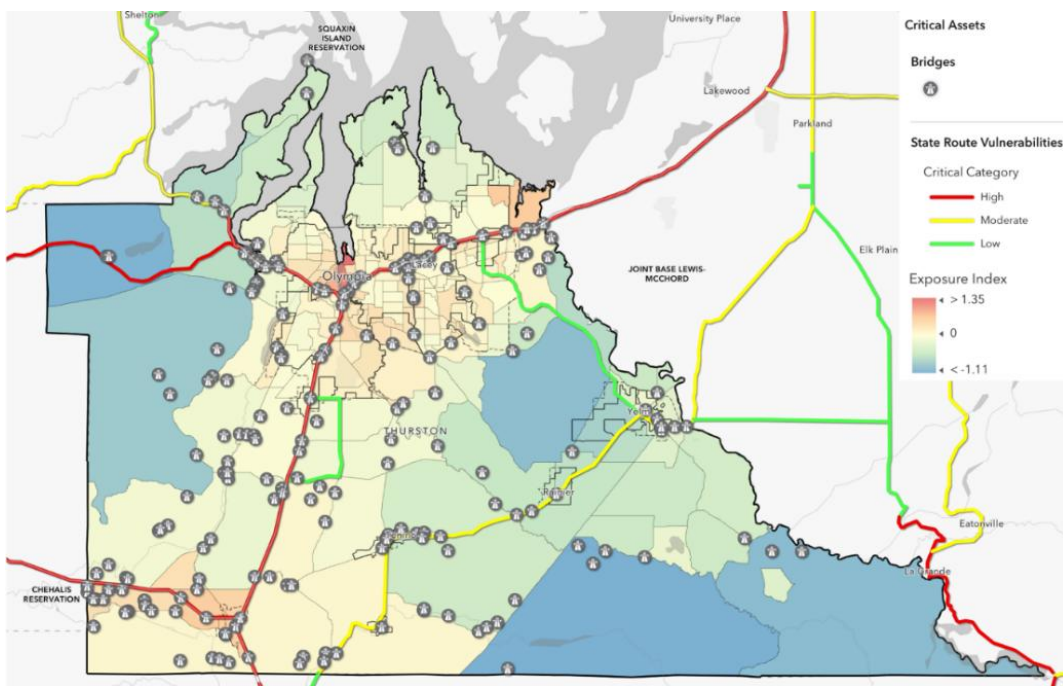 Shelton
SQUAXIN
ISLAND
RESERVATION
University Place
Lakewood
Parkland
Elk Plain
JOINT BASE LEWIS-
MCCHORD
Olympia
Lacey
THURSTON
Yelm
Rainier
Eatonville
La Grande
CHEHALIS
RESERVATION
Critical Assets
Bridges
State Route Vulnerabilities
Critical Category
High
Moderate
Low
Exposure Index
> 1.35
0
< -1.11